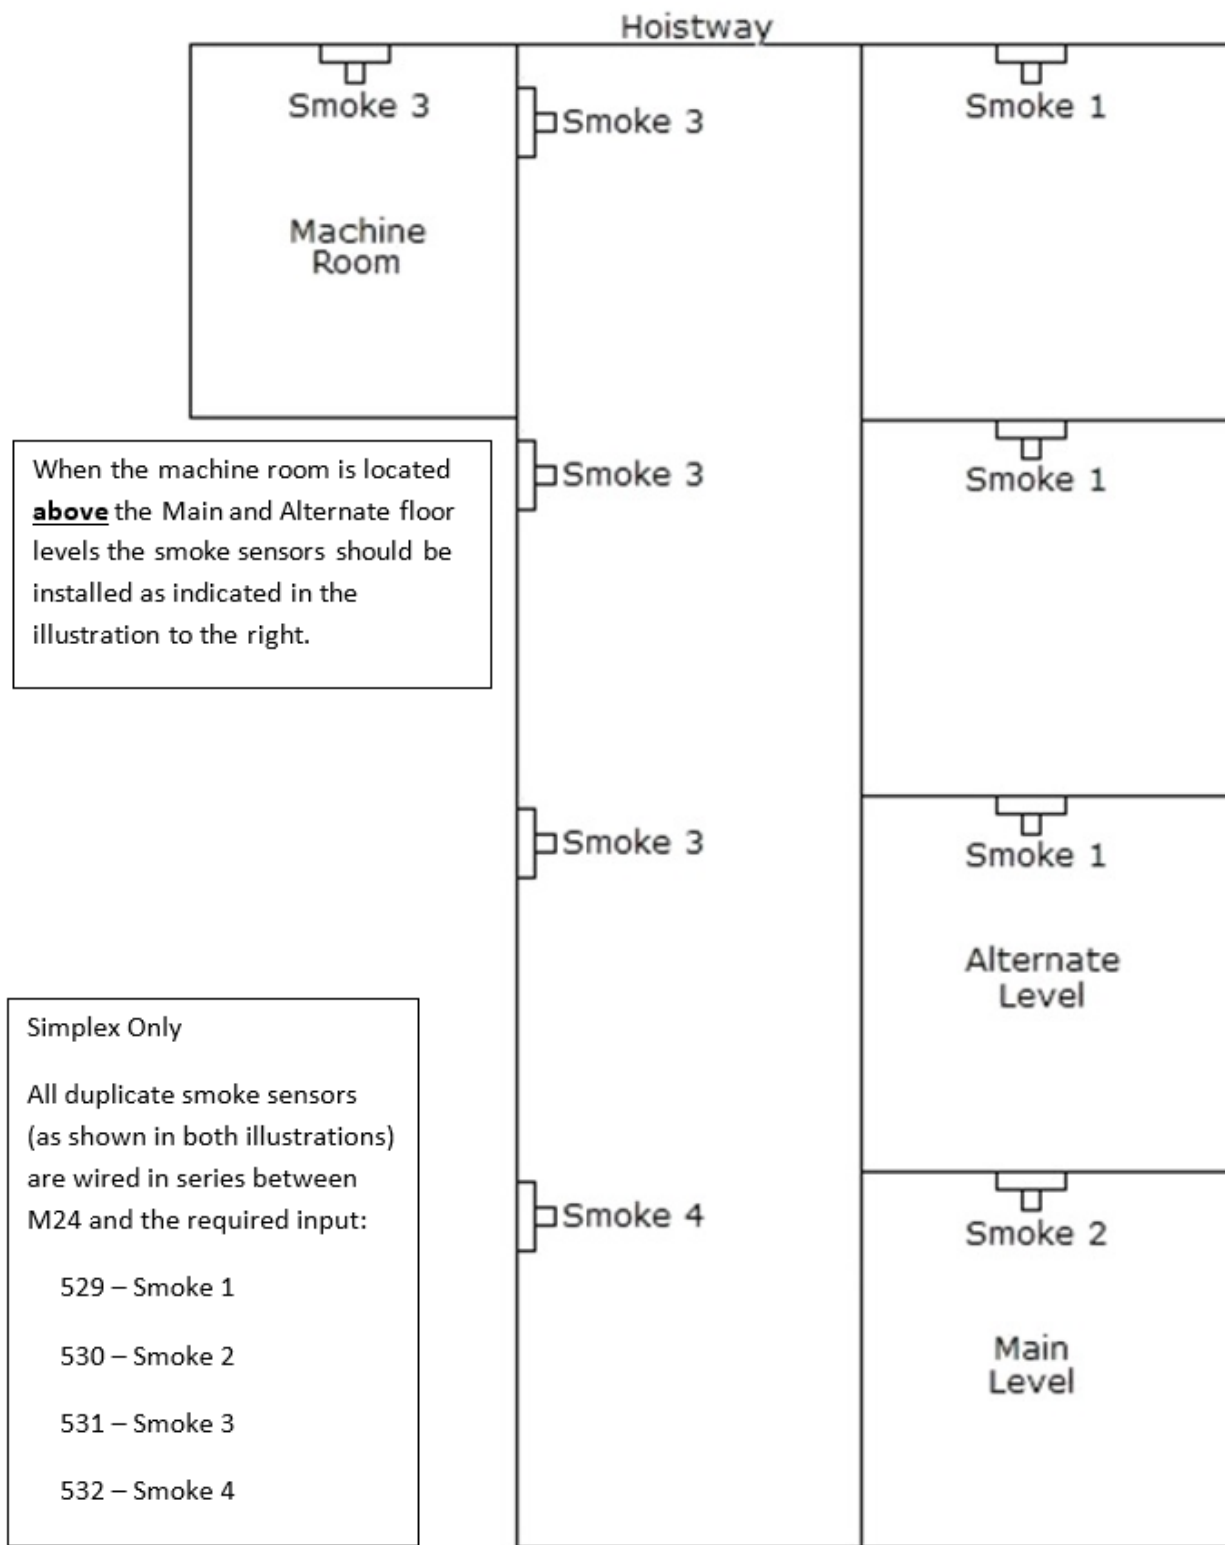 Hoistway
Smoke 3
Smoke 3
Smoke 1
Machine
Room
When the machine room is located
above the Main and Alternate floor
levels the smoke sensors should be
installed as indicated in the
illustration to the right.
Smoke 3
Smoke 1
Smoke 3
Smoke 1
Alternate
Level
Simplex Only
All duplicate smoke sensors
(as shown in both illustrations)
are wired in series between
M24 and the required input:
529 – Smoke 1
530 – Smoke 2
531 – Smoke 3
532 – Smoke 4
Smoke 4
Smoke 2
Main
Level